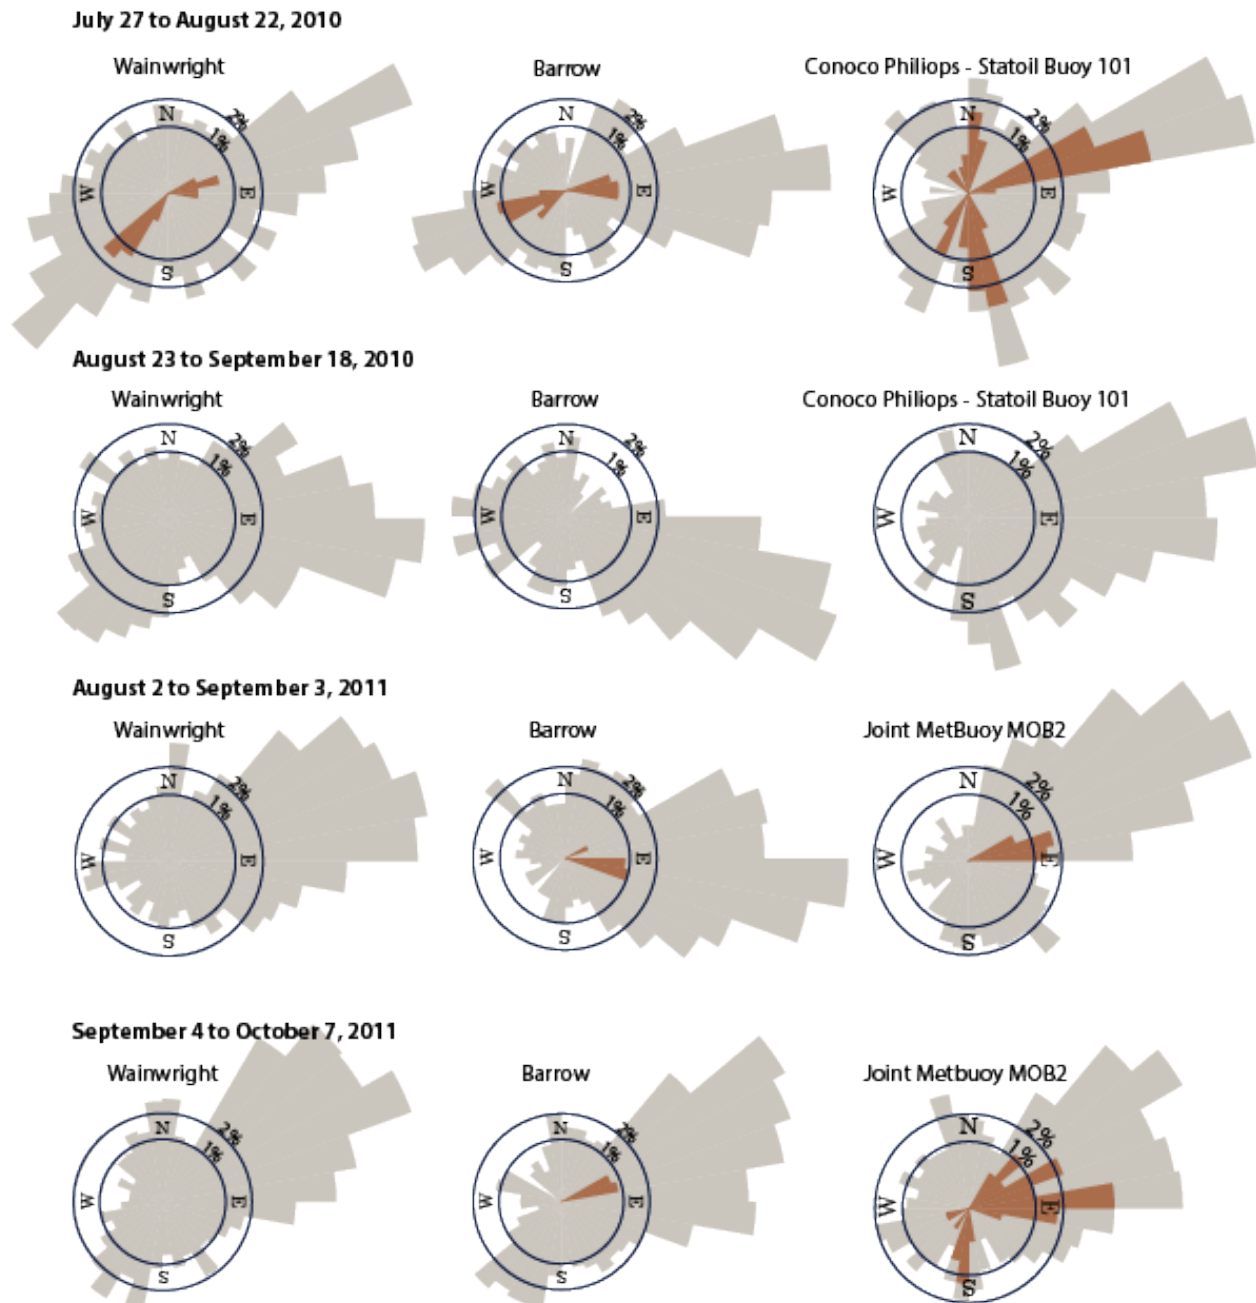 July 27 to August 22, 2010
Wainwright Barrow Conoco Philiops - Statoil Buoy 101
N 2% 1% W E S
N 2% 1% W E S
N 2% 1% W E S
August 23 to September 18, 2010
Wainwright Barrow Conoco Philiops - Statoil Buoy 101
N 2% 1% W E S
N 2% 1% W E S
N 2% 1% W E S
August 2 to September 3, 2011
Wainwright Barrow Joint MetBuoy MOB2
N 2% 1% W E S
N 2% 1% W E S
N 2% 1% W E S
September 4 to October 7, 2011
Wainwright Barrow Joint Metbuoy MOB2
N 2% 1% W E S
N 2% 1% W E S
N 2% 1% W E S